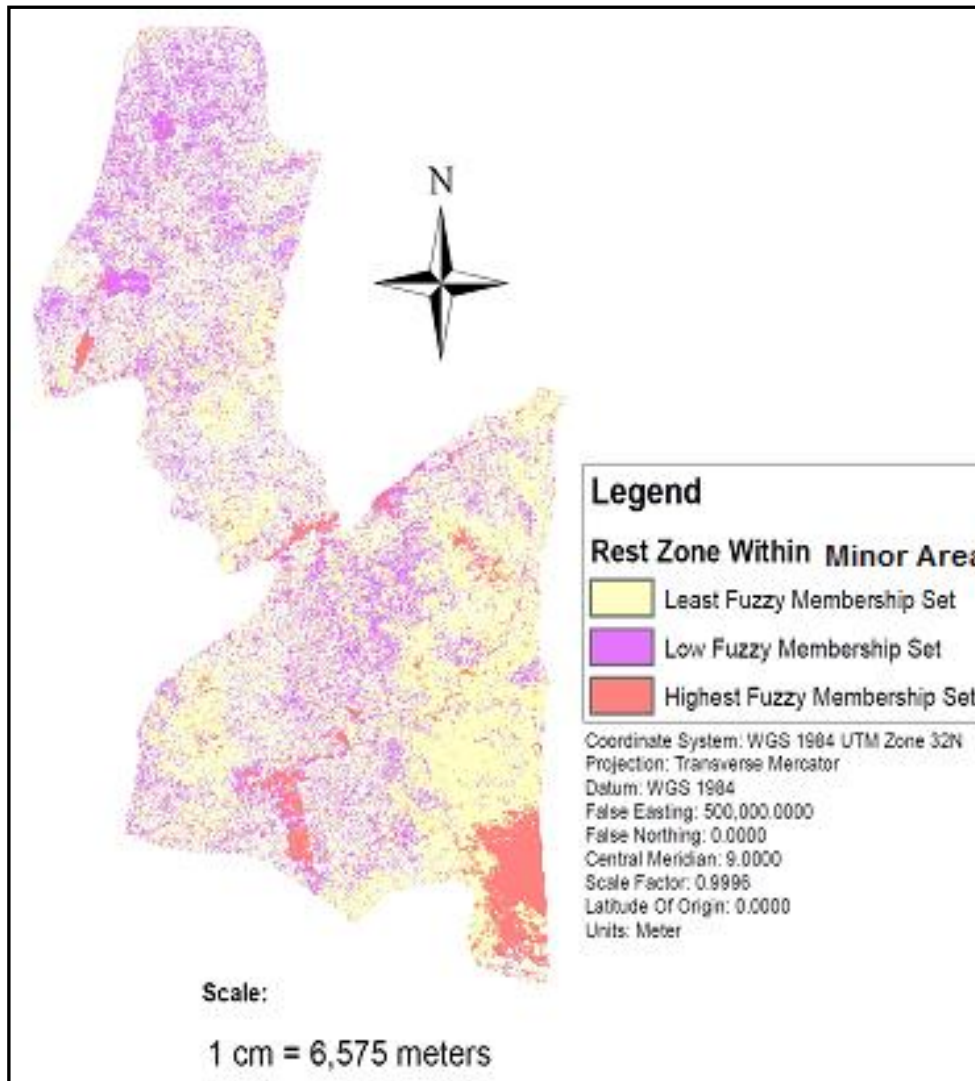 N
Legend
Rest Zone Within Minor Area
Least Fuzzy Membership Set
Low Fuzzy Membership Set
Highest Fuzzy Membership Set
Coordinate System: WGS 1984 UTM Zone 32N
Projection: Transverse Mercator
Datum: WGS 1984
False Easting: 500,000.0000
False Northing: 0.0000
Central Meridian: 9.0000
Scale Factor: 0.9996
Latitude Of Origin: 0.0000
Units: Meter
Scale:
1 cm = 6,575 meters